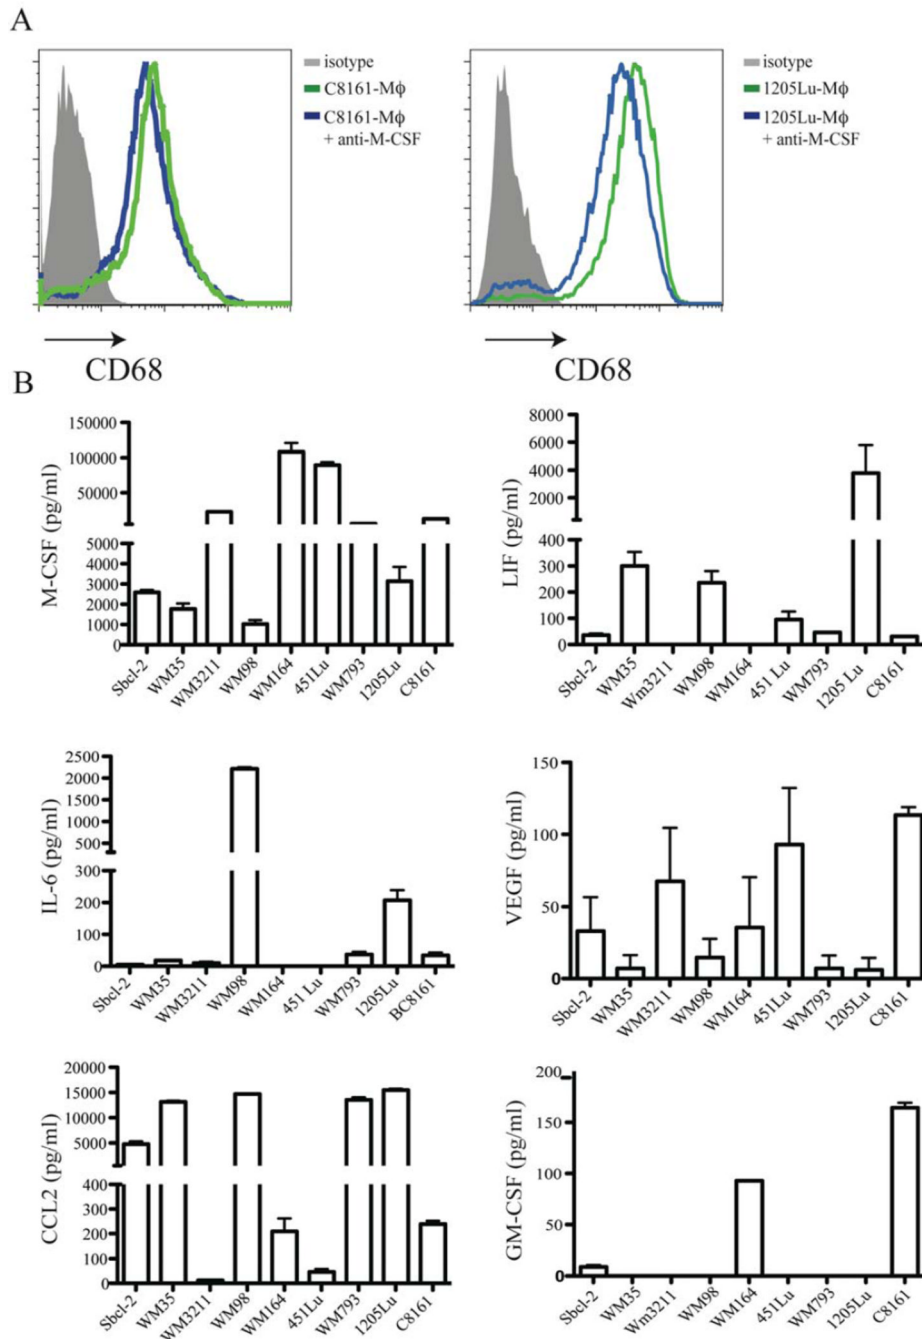 A
isotype
C8161-Mφ
C8161-Mφ
+ anti-M-CSF
CD68
isotype
1205Lu-Mφ
1205Lu-Mφ
+ anti-M-CSF
CD68
B
M-CSF (pg/ml)
150000
100000
50000
5000
4000
3000
2000
1000
0
Sbcl-2 WM35 WM3211 WM98 WM164 451Lu WM793 1205Lu C8161
LIF (pg/ml)
8000
6000
4000
2000
400
300
200
100
0
Sbcl-2 WM35 Wm3211 WM98 WM164 451 Lu WM793 1205 Lu C8161
IL-6 (pg/ml)
2500
2000
1500
1000
500
300
200
100
0
Sbcl-2 WM35 WM3211 WM98 WM164 451 Lu WM793 1205Lu BC8161
VEGF (pg/ml)
150
100
50
0
Sbcl-2 WM35 WM3211 WM98 WM164 451Lu WM793 1205Lu C8161
CCL2 (pg/ml)
20000
15000
10000
5000
400
300
200
100
0
Sbcl-2 WM35 WM3211 WM98 WM164 451Lu WM793 1205Lu C8161
GM-CSF (pg/ml)
200
150
100
50
0
Sbcl-2 WM35 Wm3211 WM98 WM164 451Lu WM793 1205Lu C8161